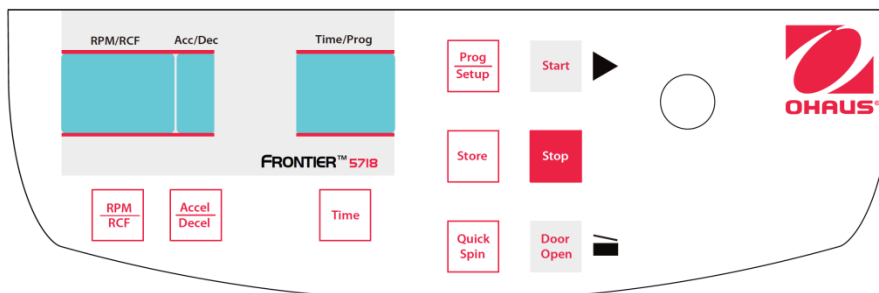 RPM/RCF Acc/Dec Time/Prog
FRONTIER™ 5718
RPM
RCF
Accel
Decel
Time
Prog
Setup
Start
Store
Stop
Quick
Spin
Door
Open
OHAUS®